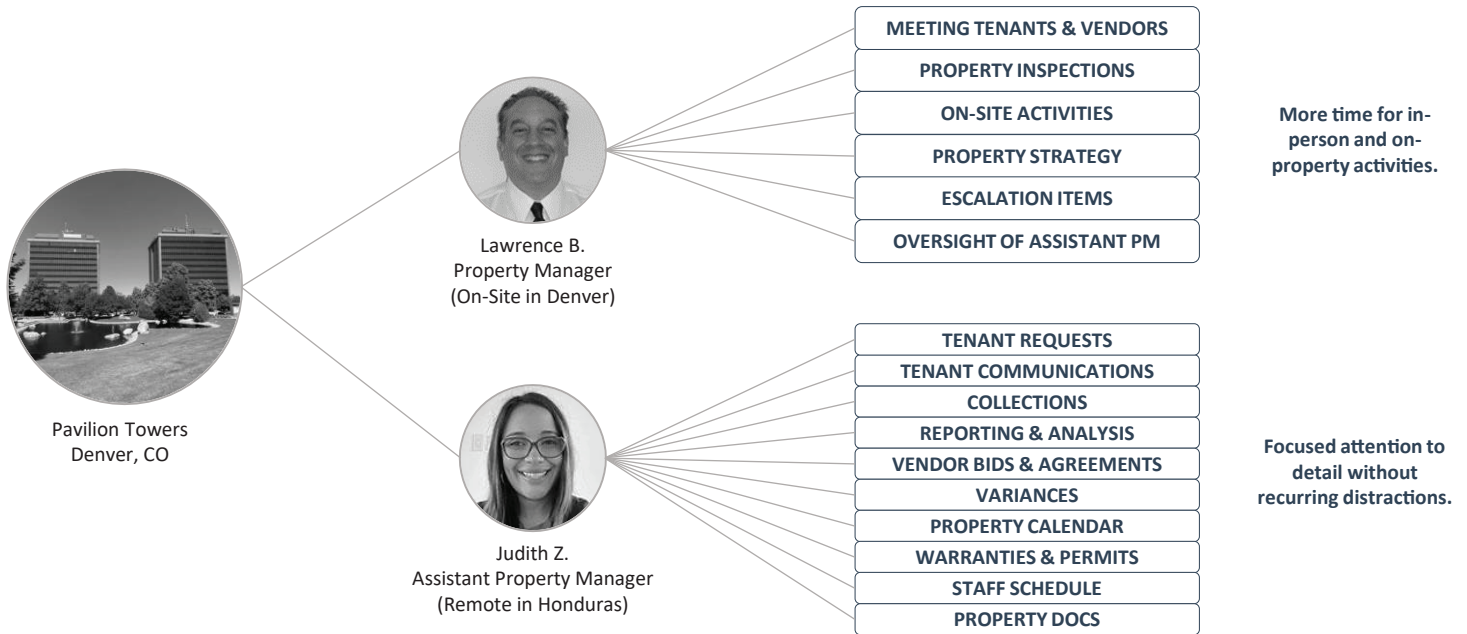 Pavilion Towers
Denver, CO
Lawrence B.
Property Manager
(On-Site in Denver)
MEETING TENANTS & VENDORS
PROPERTY INSPECTIONS
ON-SITE ACTIVITIES
PROPERTY STRATEGY
ESCALATION ITEMS
OVERSIGHT OF ASSISTANT PM
More time for in-
person and on-
property activities.
Judith Z.
Assistant Property Manager
(Remote in Honduras)
TENANT REQUESTS
TENANT COMMUNICATIONS
COLLECTIONS
REPORTING & ANALYSIS
VENDOR BIDS & AGREEMENTS
VARIANCES
PROPERTY CALENDAR
WARRANTIES & PERMITS
STAFF SCHEDULE
PROPERTY DOCS
Focused attention to
detail without
recurring distractions.